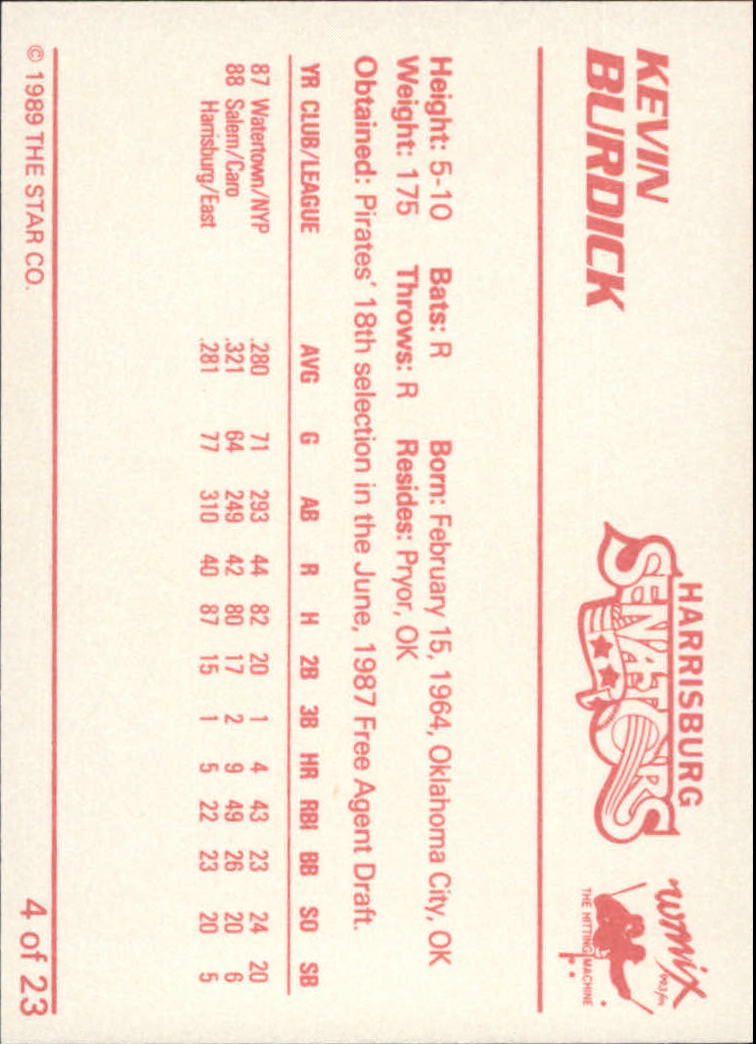 KEVIN
BURDICK
HARRISBURG
SENATORS
wmix
99.3/fm
THE HITTING MACHINE
Height: 5-10 Bats: R Born: February 15, 1964, Oklahoma City, OK
Weight: 175 Throws: R Resides: Pryor, OK
Obtained: Pirates' 18th selection in the June, 1987 Free Agent Draft.
YR CLUB/LEAGUE AVG G AB R H 2B 3B HR RBI BB SO SB
87 Watertown/NYP .280 71 293 44 82 20 1 4 43 23 24 20
88 Salem/Caro .321 64 249 42 80 17 2 9 49 26 20 6
Harrisburg/East .281 77 310 40 87 15 1 5 22 23 20 5
© 1989 THE STAR CO. 4 of 23